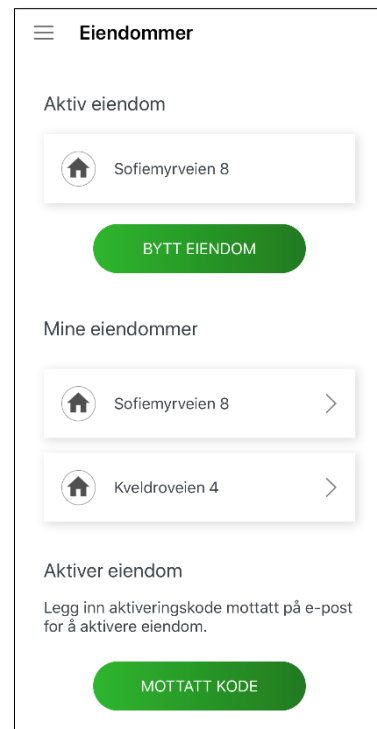 Eiendommer
Aktiv eiendom
Sofiemyrveien 8
BYTT EIENDOM
Mine eiendommer
Sofiemyrveien 8
Kveldroveien 4
Aktiver eiendom
Legg inn aktiveringskode mottatt på e-post
for å aktivere eiendom.
MOTTATT KODE